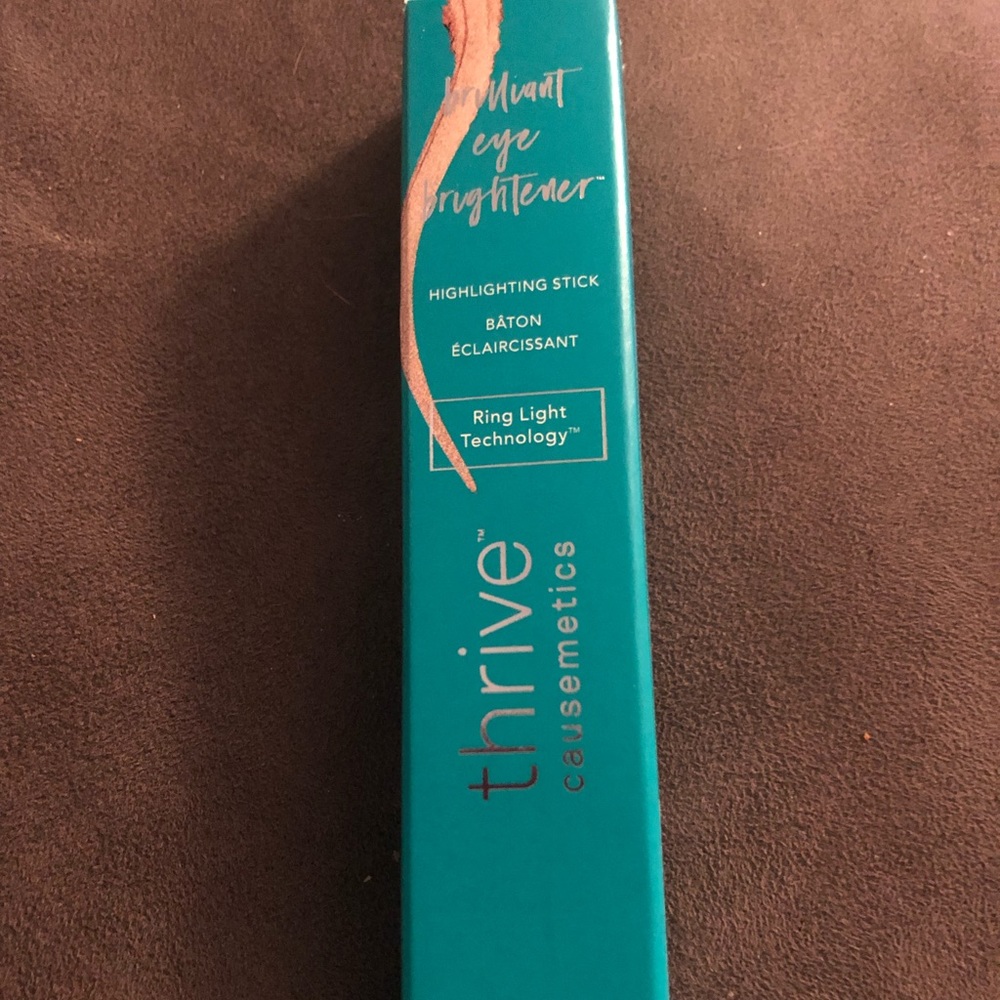 brilliant
eye
brightener™
HIGHLIGHTING STICK
BÂTON
ÉCLAIRCISSANT
Ring Light
Technology™
thrive™
causemetics